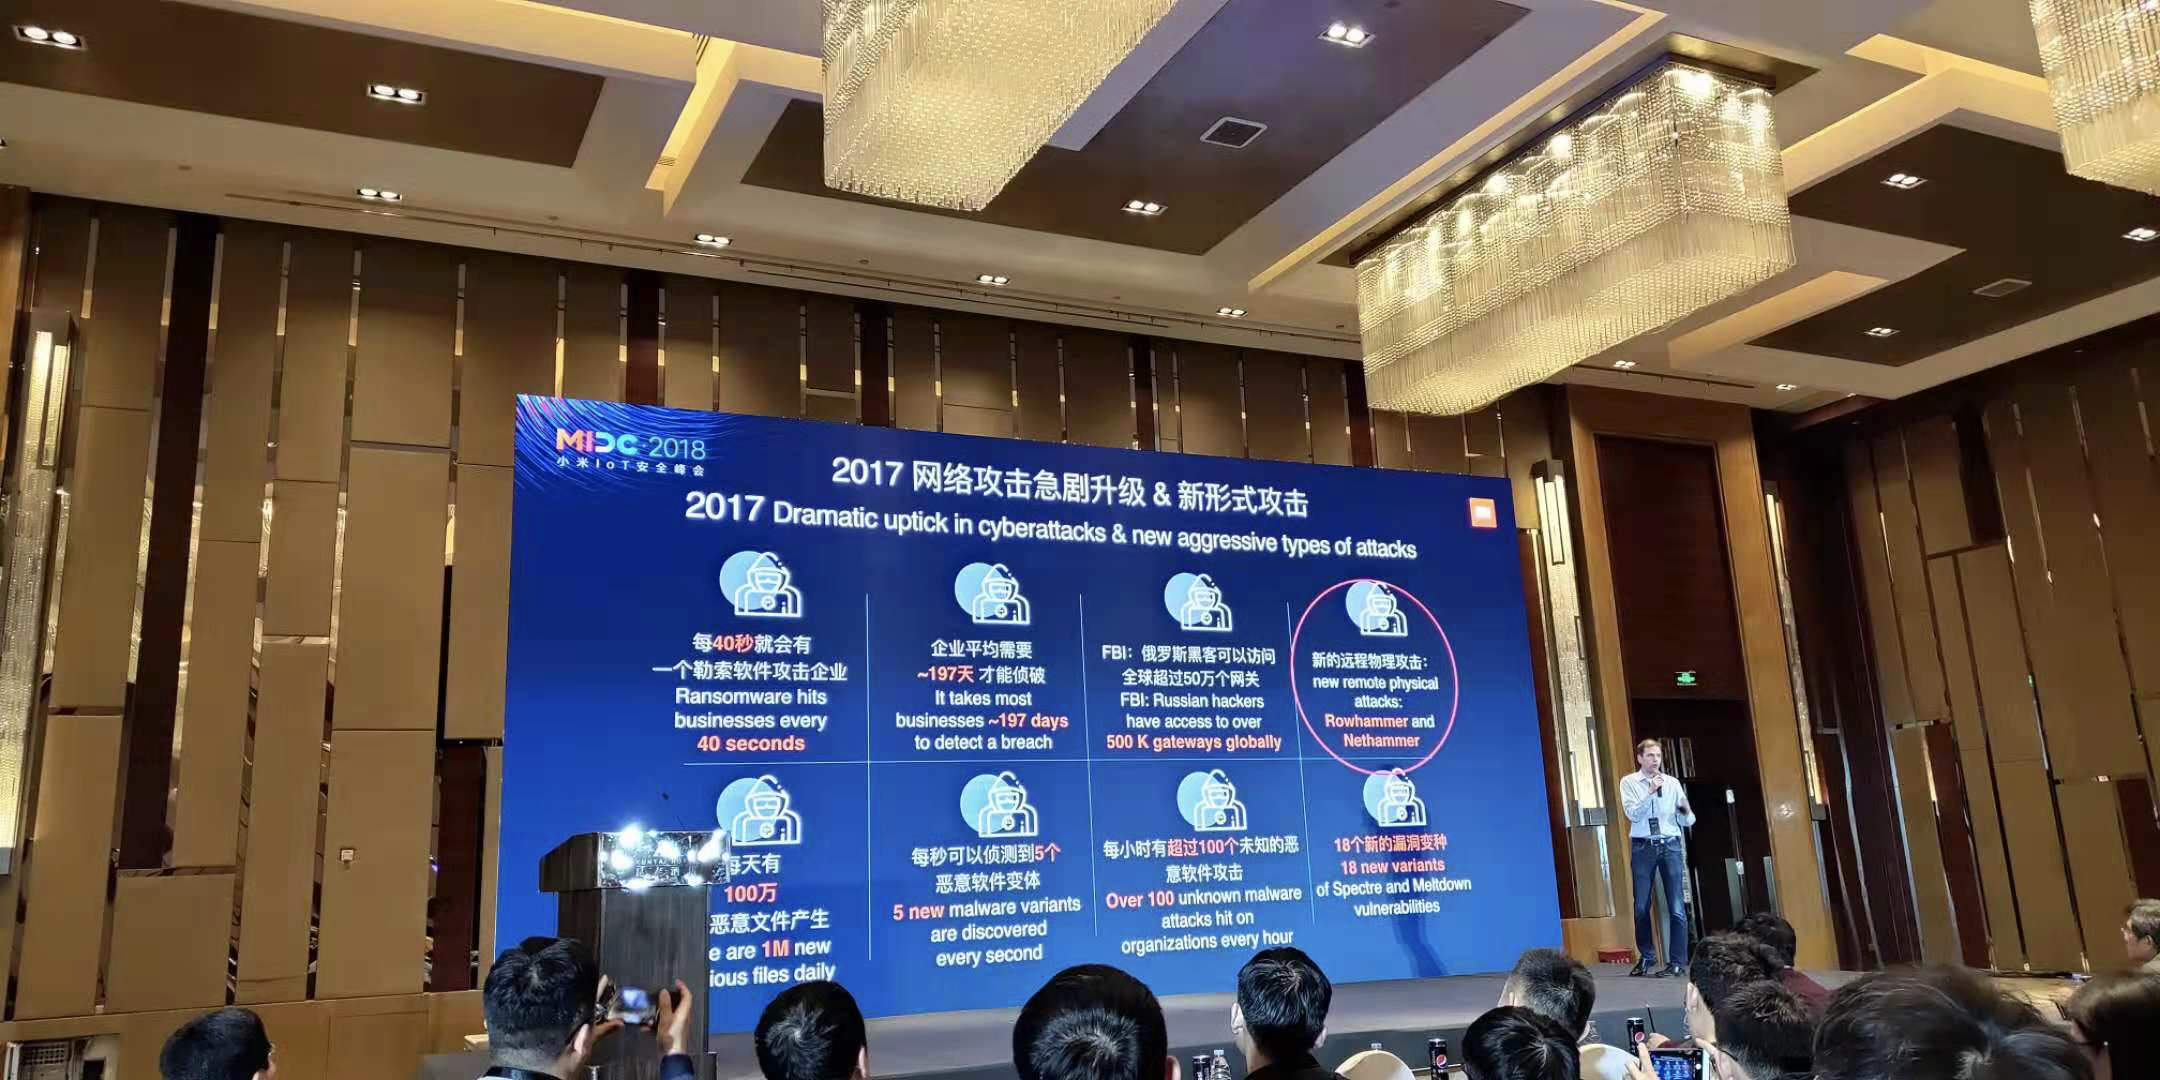 MIDC·2018
小米IoT安全峰会
2017 网络攻击急剧升级 & 新形式攻击
2017 Dramatic uptick in cyberattacks & new aggressive types of attacks
每40秒就会有
一个勒索软件攻击企业
Ransomware hits
businesses every
40 seconds
企业平均需要
~197天 才能侦破
It takes most
businesses ~197 days
to detect a breach
FBI：俄罗斯黑客可以访问
全球超过50万个网关
FBI: Russian hackers
have access to over
500 K gateways globally
新的远程物理攻击：
new remote physical
attacks:
Rowhammer and
Nethammer
每天有
100万
恶意文件产生
e are 1M new
ious files daily
每秒可以侦测到5个
恶意软件变体
5 new malware variants
are discovered
every second
每小时有超过100个未知的恶
意软件攻击
Over 100 unknown malware
attacks hit on
organizations every hour
18个新的漏洞变种
18 new variants
of Spectre and Meltdown
vulnerabilities